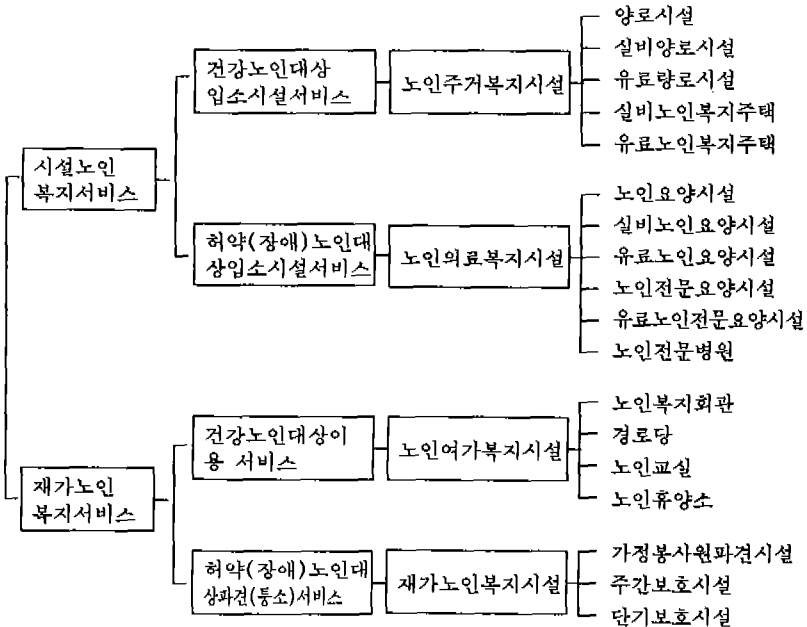 시설노인
복지서비스
건강노인대상
입소시설서비스
노인주거복지시설
양로시설
실비양로시설
유료량로시설
실비노인복지주택
유료노인복지주택
허약(장애)노인대
상입소시설서비스
노인의료복지시설
노인요양시설
실비노인요양시설
유료노인요양시설
노인전문요양시설
유료노인전문요양시설
노인전문병원
재가노인
복지서비스
건강노인대상이
용 서비스
노인여가복지시설
노인복지회관
경로당
노인교실
노인휴양소
허약(장애)노인대
상파견(통소)서비스
재가노인복지시설
가정봉사원파견시설
주간보호시설
단기보호시설